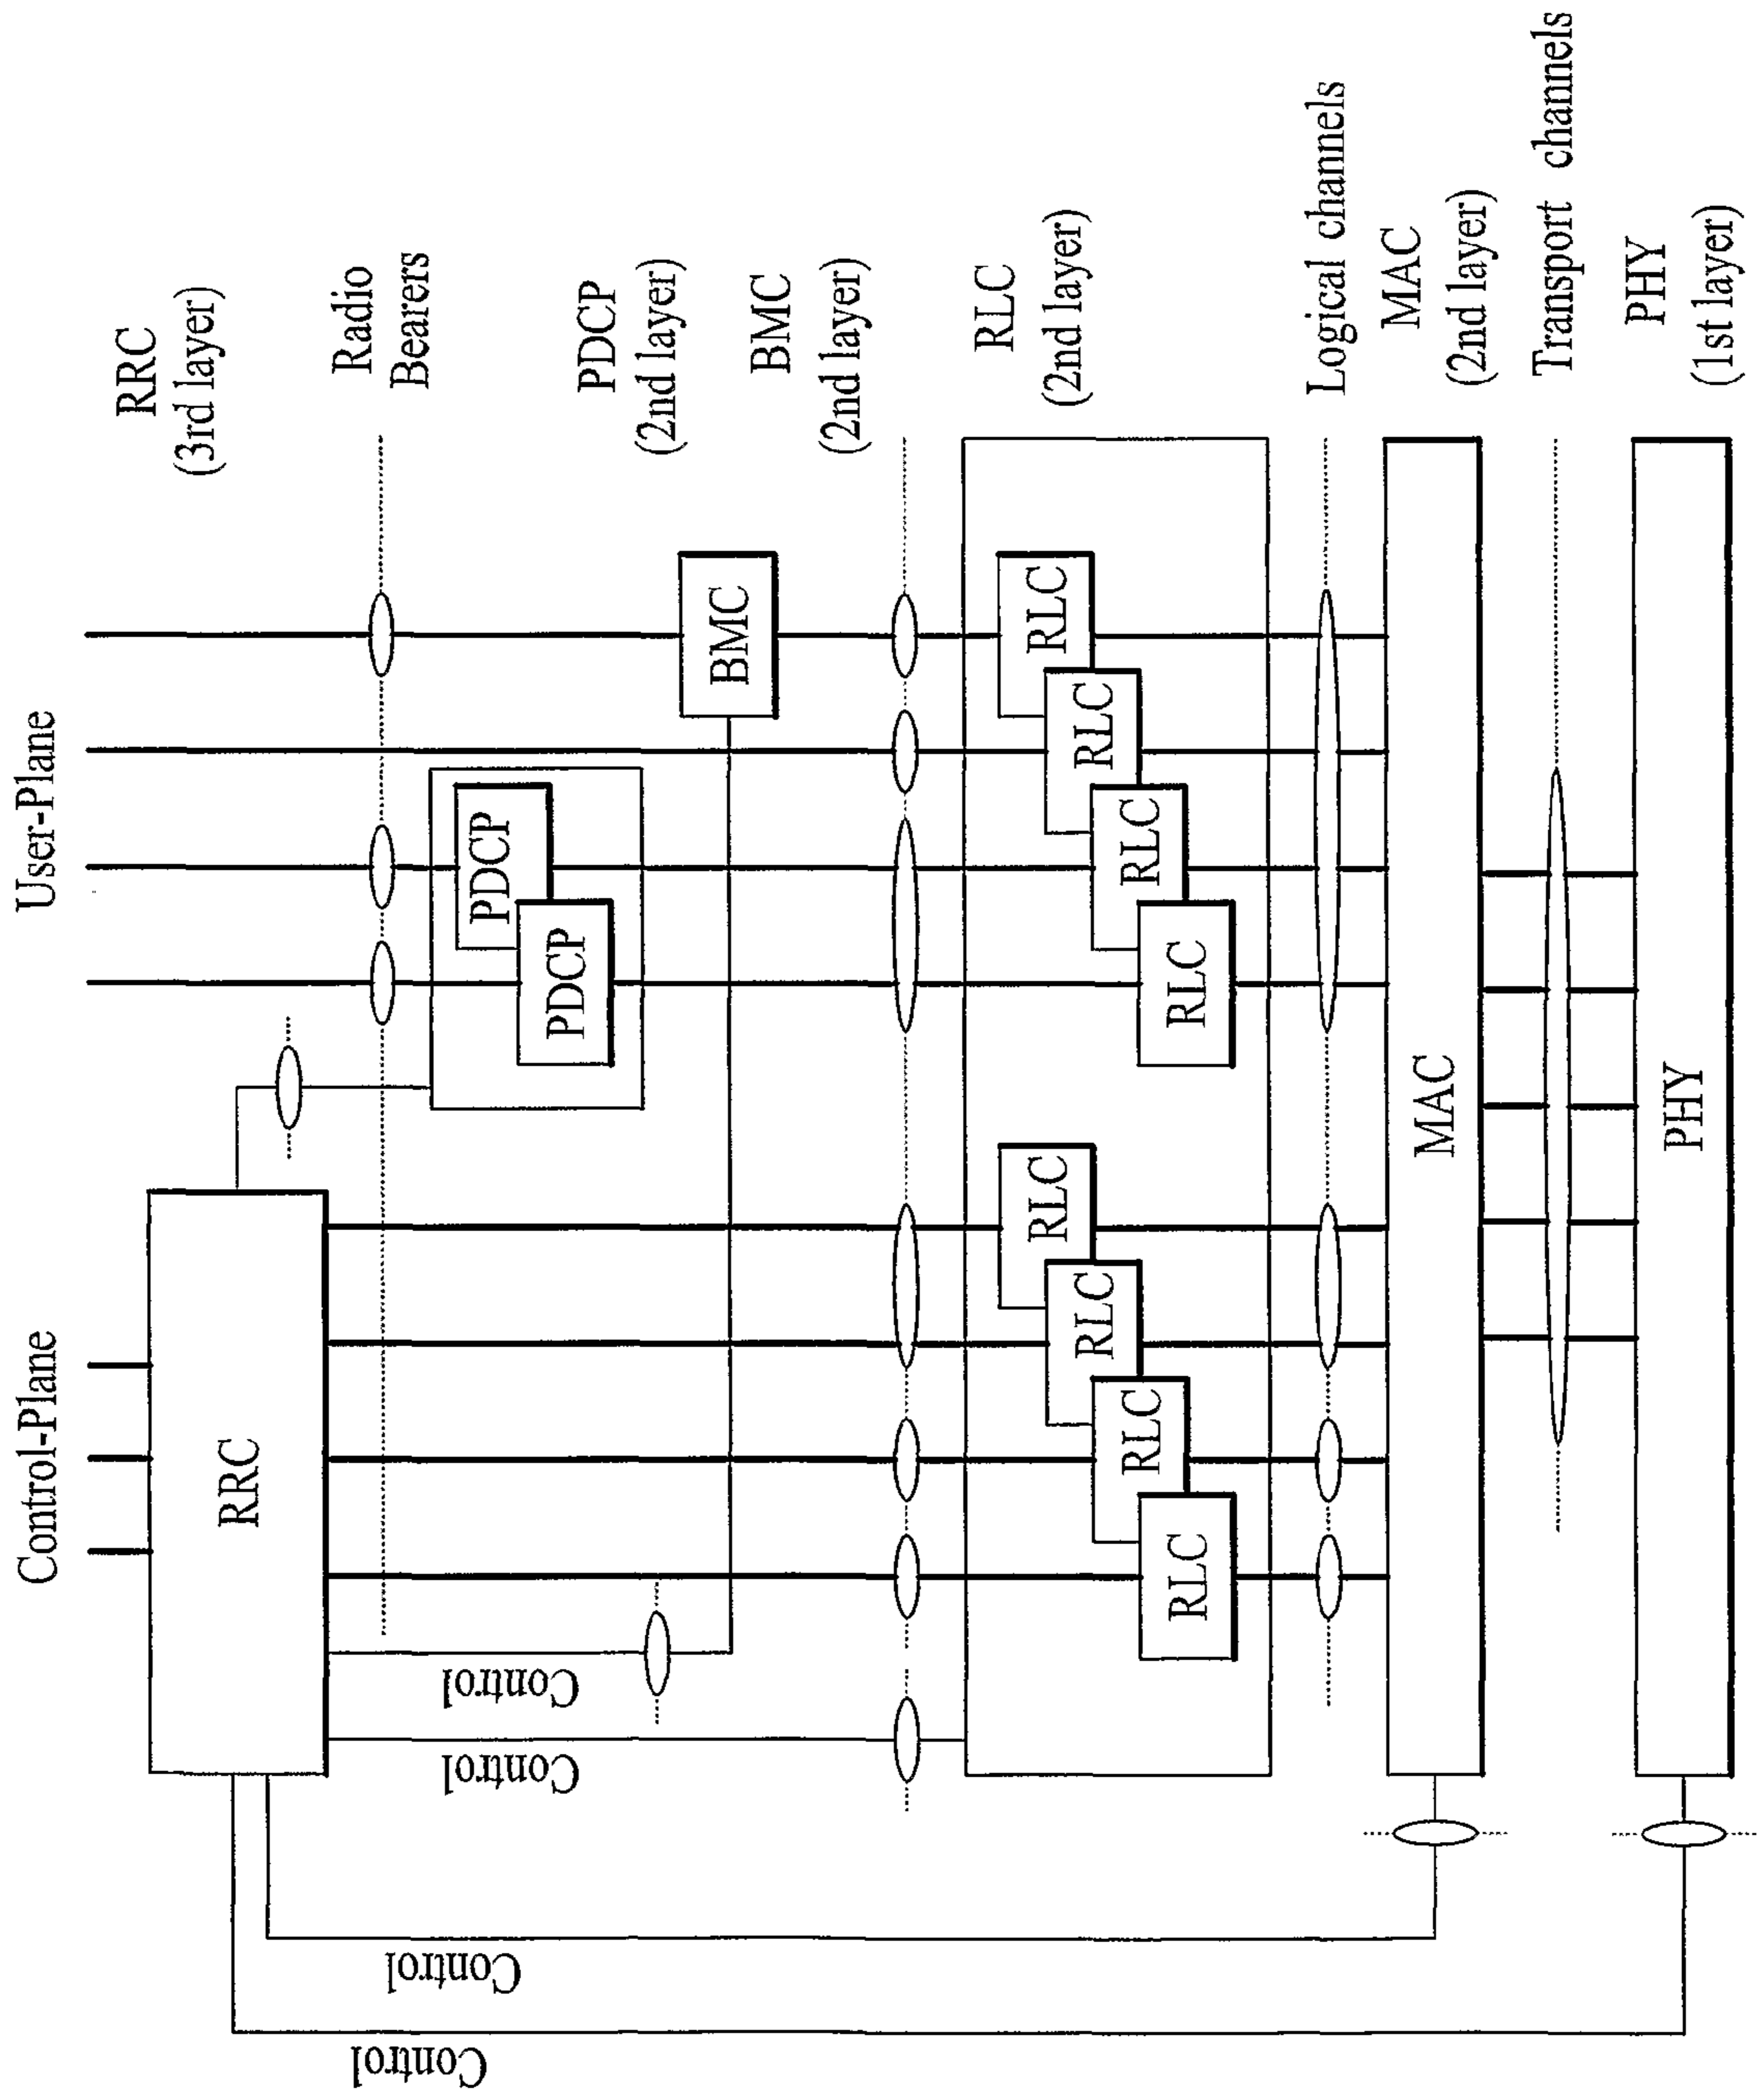 Control-Plane
User-Plane
RRC
(3rd layer)
RRC
Radio
Bearers
PDCP
PDCP
PDCP
(2nd layer)
Control
Control
Control
Control
BMC
BMC
(2nd layer)
RLC
RLC
RLC
RLC
RLC
RLC
RLC
RLC
RLC
(2nd layer)
Logical channels
MAC
MAC
(2nd layer)
Transport channels
PHY
PHY
(1st layer)